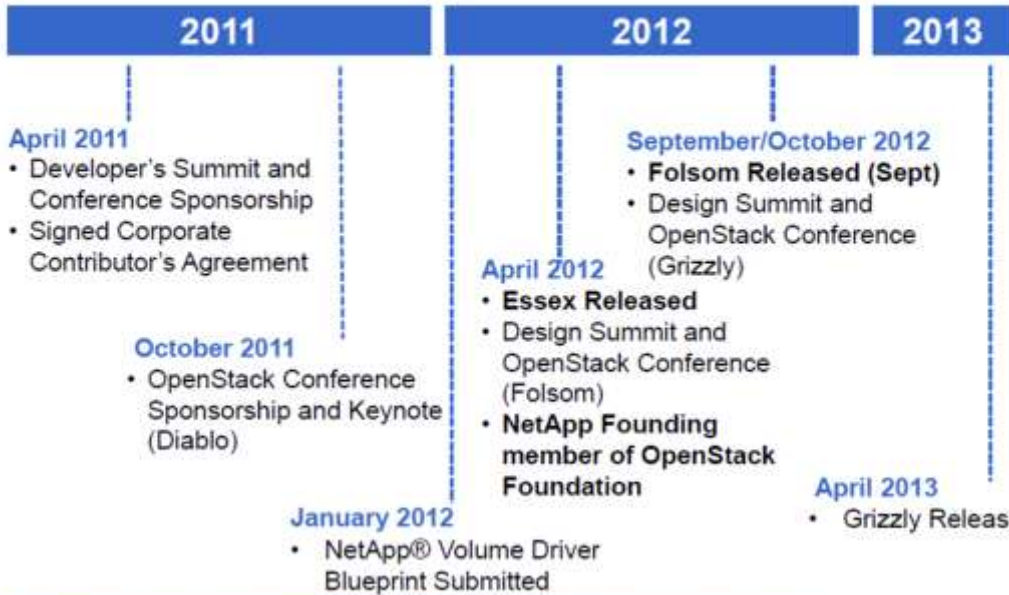 2011
2012
2013
April 2011
• Developer's Summit and
Conference Sponsorship
• Signed Corporate
Contributor's Agreement
October 2011
• OpenStack Conference
Sponsorship and Keynote
(Diablo)
January 2012
• NetApp® Volume Driver
Blueprint Submitted
April 2012
• Essex Released
• Design Summit and
OpenStack Conference
(Folsom)
• NetApp Founding
member of OpenStack
Foundation
September/October 2012
• Folsom Released (Sept)
• Design Summit and
OpenStack Conference
(Grizzly)
April 2013
• Grizzly Releas